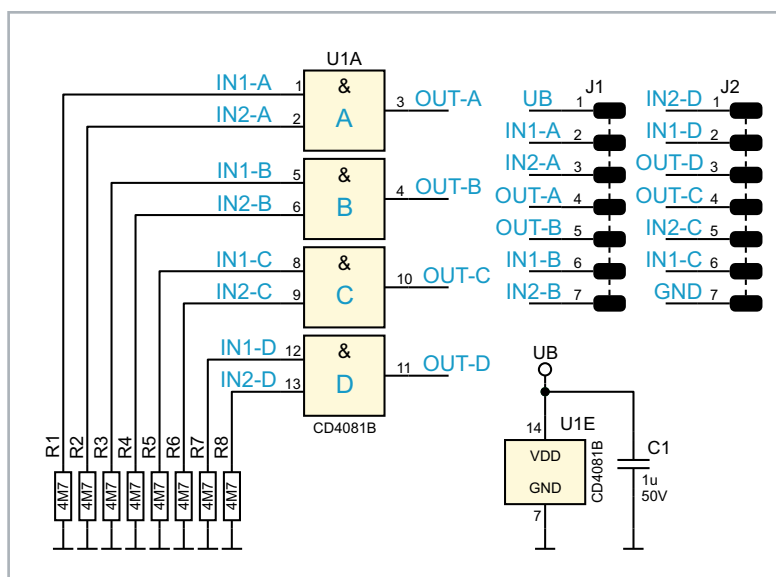 U1A
IN1-A 1 &
IN2-A 2 A 3 OUT-A
IN1-B 5 &
IN2-B 6 B 4 OUT-B
IN1-C 8 &
IN2-C 9 C 10 OUT-C
IN1-D 12 &
IN2-D 13 D 11 OUT-D
CD4081B
R1 R2 R3 R4 R5 R6 R7 R8
4M7 4M7 4M7 4M7 4M7 4M7 4M7 4M7
J1
UB 1
IN1-A 2
IN2-A 3
OUT-A 4
OUT-B 5
IN1-B 6
IN2-B 7
J2
IN2-D 1
IN1-D 2
OUT-D 3
OUT-C 4
IN2-C 5
IN1-C 6
GND 7
UB
14 U1E
VDD
GND
CD4081B
7
C1
1u
50V